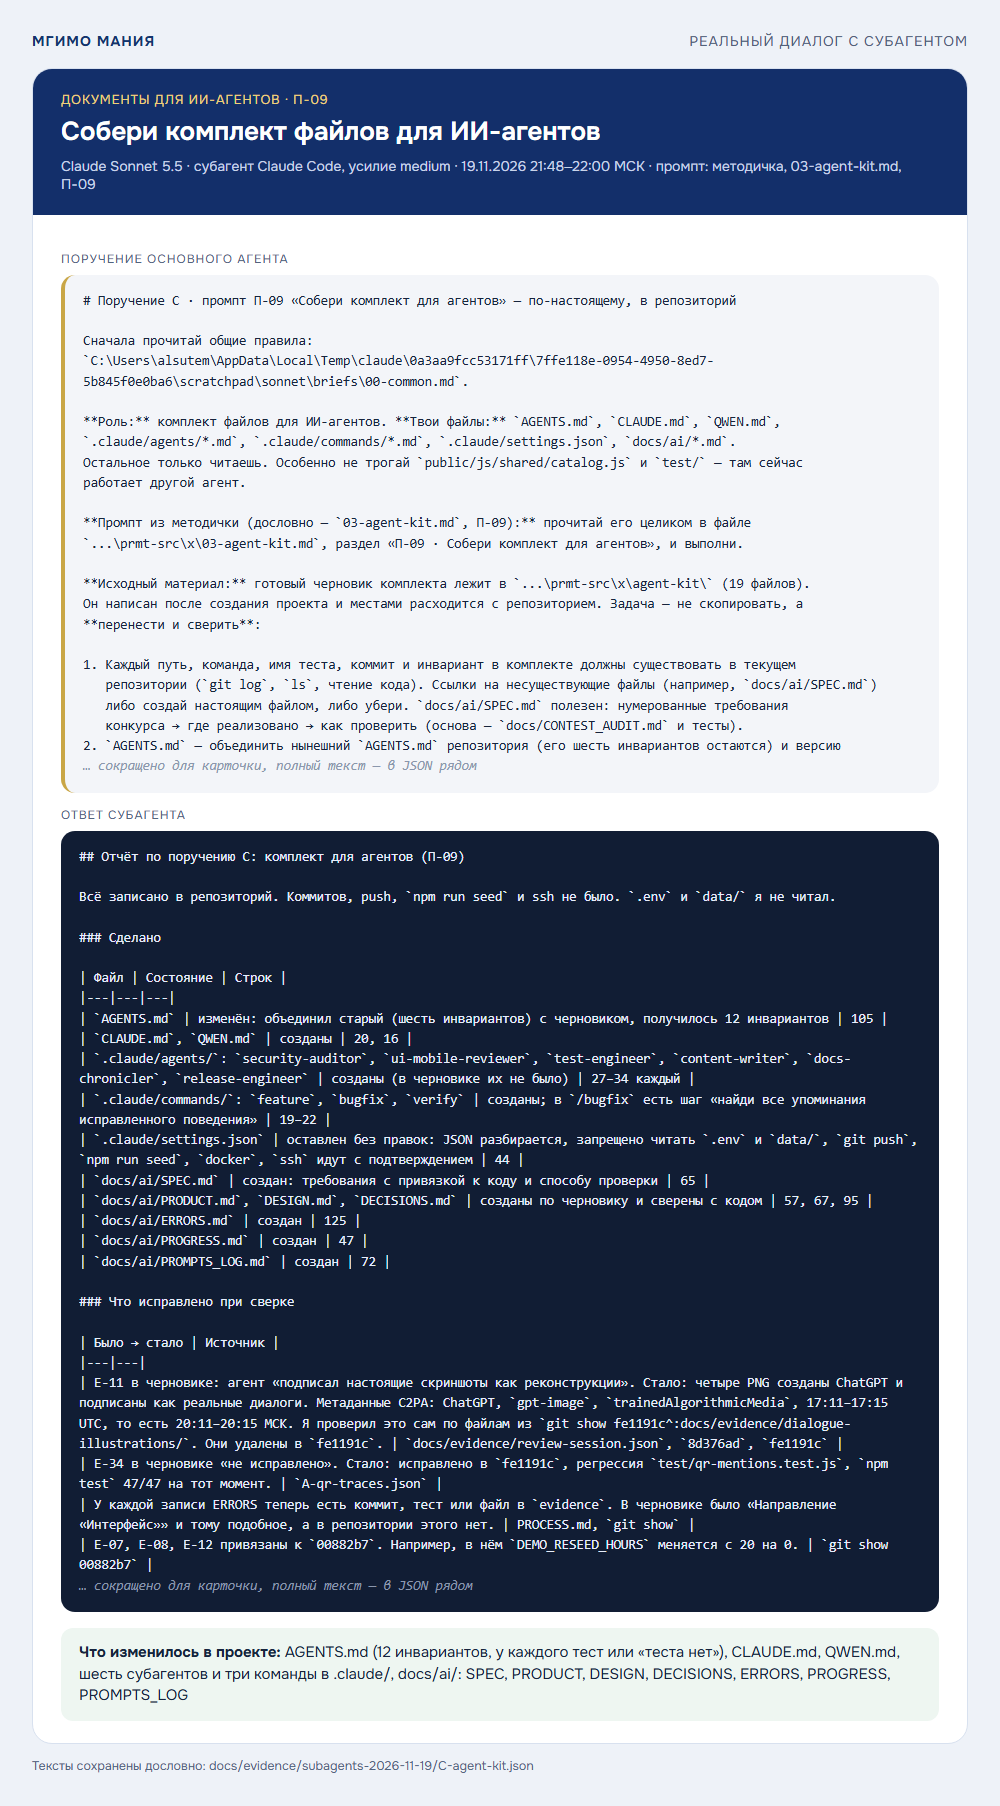 МГИМО МАНИЯ
РЕАЛЬНЫЙ ДИАЛОГ С СУБАГЕНТОМ
ДОКУМЕНТЫ ДЛЯ ИИ-АГЕНТОВ · П-09
Собери комплект файлов для ИИ-агентов
Claude Sonnet 5.5 · субагент Claude Code, усилие medium · 19.11.2026 21:48–22:00 МСК · промпт: методичка, 03-agent-kit.md,
П-09
ПОРУЧЕНИЕ ОСНОВНОГО АГЕНТА
# Поручение C · промпт П-09 «Собери комплект для агентов» — по-настоящему, в репозиторий
Сначала прочитай общие правила:
`C:\Users\alsutem\AppData\Local\Temp\claude\0a3aa9fcc53171ff\7ffe118e-0954-4950-8ed7-
5b845f0e0ba6\scratchpad\sonnet\briefs\00-common.md`.
**Роль:** комплект файлов для ИИ-агентов. **Твои файлы:** `AGENTS.md`, `CLAUDE.md`, `QWEN.md`,
`.claude/agents/*.md`, `.claude/commands/*.md`, `.claude/settings.json`, `docs/ai/*.md`.
Остальное только читаешь. Особенно не трогай `public/js/shared/catalog.js` и `test/` — там сейчас
работает другой агент.
**Промпт из методички (дословно — `03-agent-kit.md`, П-09):** прочитай его целиком в файле
`...\prmt-src\x\03-agent-kit.md`, раздел «П-09 · Собери комплект для агентов», и выполни.
**Исходный материал:** готовый черновик комплекта лежит в `...\prmt-src\x\agent-kit\` (19 файлов).
Он написан после создания проекта и местами расходится с репозиторием. Задача — не скопировать, а
**перенести и сверить**:
1. Каждый путь, команда, имя теста, коммит и инвариант в комплекте должны существовать в текущем
репозитории (`git log`, `ls`, чтение кода). Ссылки на несуществующие файлы (например, `docs/ai/SPEC.md`)
либо создай настоящим файлом, либо убери. `docs/ai/SPEC.md` полезен: нумерованные требования
конкурса → где реализовано → как проверить (основа — `docs/CONTEST_AUDIT.md` и тесты).
2. `AGENTS.md` — объединить нынешний `AGENTS.md` репозитория (его шесть инвариантов остаются) и версию
… сокращено для карточки, полный текст — в JSON рядом
ОТВЕТ СУБАГЕНТА
## Отчёт по поручению C: комплект для агентов (П-09)
Всё записано в репозиторий. Коммитов, push, `npm run seed` и ssh не было. `.env` и `data/` я не читал.
### Сделано
| Файл | Состояние | Строк |
|---|---|---|
| `AGENTS.md` | изменён: объединил старый (шесть инвариантов) с черновиком, получилось 12 инвариантов | 105 |
| `CLAUDE.md`, `QWEN.md` | созданы | 20, 16 |
| `.claude/agents/`: `security-auditor`, `ui-mobile-reviewer`, `test-engineer`, `content-writer`, `docs-
chronicler`, `release-engineer` | созданы (в черновике их не было) | 27–34 каждый |
| `.claude/commands/`: `feature`, `bugfix`, `verify` | созданы; в `/bugfix` есть шаг «найди все упоминания
исправленного поведения» | 19–22 |
| `.claude/settings.json` | оставлен без правок: JSON разбирается, запрещено читать `.env` и `data/`, `git push`,
`npm run seed`, `docker`, `ssh` идут с подтверждением | 44 |
| `docs/ai/SPEC.md` | создан: требования с привязкой к коду и способу проверки | 65 |
| `docs/ai/PRODUCT.md`, `DESIGN.md`, `DECISIONS.md` | созданы по черновику и сверены с кодом | 57, 67, 95 |
| `docs/ai/ERRORS.md` | создан | 125 |
| `docs/ai/PROGRESS.md` | создан | 47 |
| `docs/ai/PROMPTS_LOG.md` | создан | 72 |
### Что исправлено при сверке
| Было → стало | Источник |
|---|---|
| E-11 в черновике: агент «подписал настоящие скриншоты как реконструкции». Стало: четыре PNG созданы ChatGPT и
подписаны как реальные диалоги. Метаданные C2PA: ChatGPT, `gpt-image`, `trainedAlgorithmicMedia`, 17:11–17:15
UTC, то есть 20:11–20:15 МСК. Я проверил это сам по файлам из `git show fe1191c^:docs/evidence/dialogue-
illustrations/`. Они удалены в `fe1191c`. | `docs/evidence/review-session.json`, `8d376ad`, `fe1191c` |
| E-34 в черновике «не исправлено». Стало: исправлено в `fe1191c`, регрессия `test/qr-mentions.test.js`, `npm
test` 47/47 на тот момент. | `A-qr-traces.json` |
| У каждой записи ERRORS теперь есть коммит, тест или файл в `evidence`. В черновике было «Направление
«Интерфейс»» и тому подобное, а в репозитории этого нет. | PROCESS.md, `git show` |
| E-07, E-08, E-12 привязаны к `00882b7`. Например, в нём `DEMO_RESEED_HOURS` меняется с 20 на 0. | `git show
00882b7` |
… сокращено для карточки, полный текст — в JSON рядом
Что изменилось в проекте: AGENTS.md (12 инвариантов, у каждого тест или «теста нет»), CLAUDE.md, QWEN.md,
шесть субагентов и три команды в .claude/, docs/ai/: SPEC, PRODUCT, DESIGN, DECISIONS, ERRORS, PROGRESS,
PROMPTS_LOG
Тексты сохранены дословно: docs/evidence/subagents-2026-11-19/C-agent-kit.json